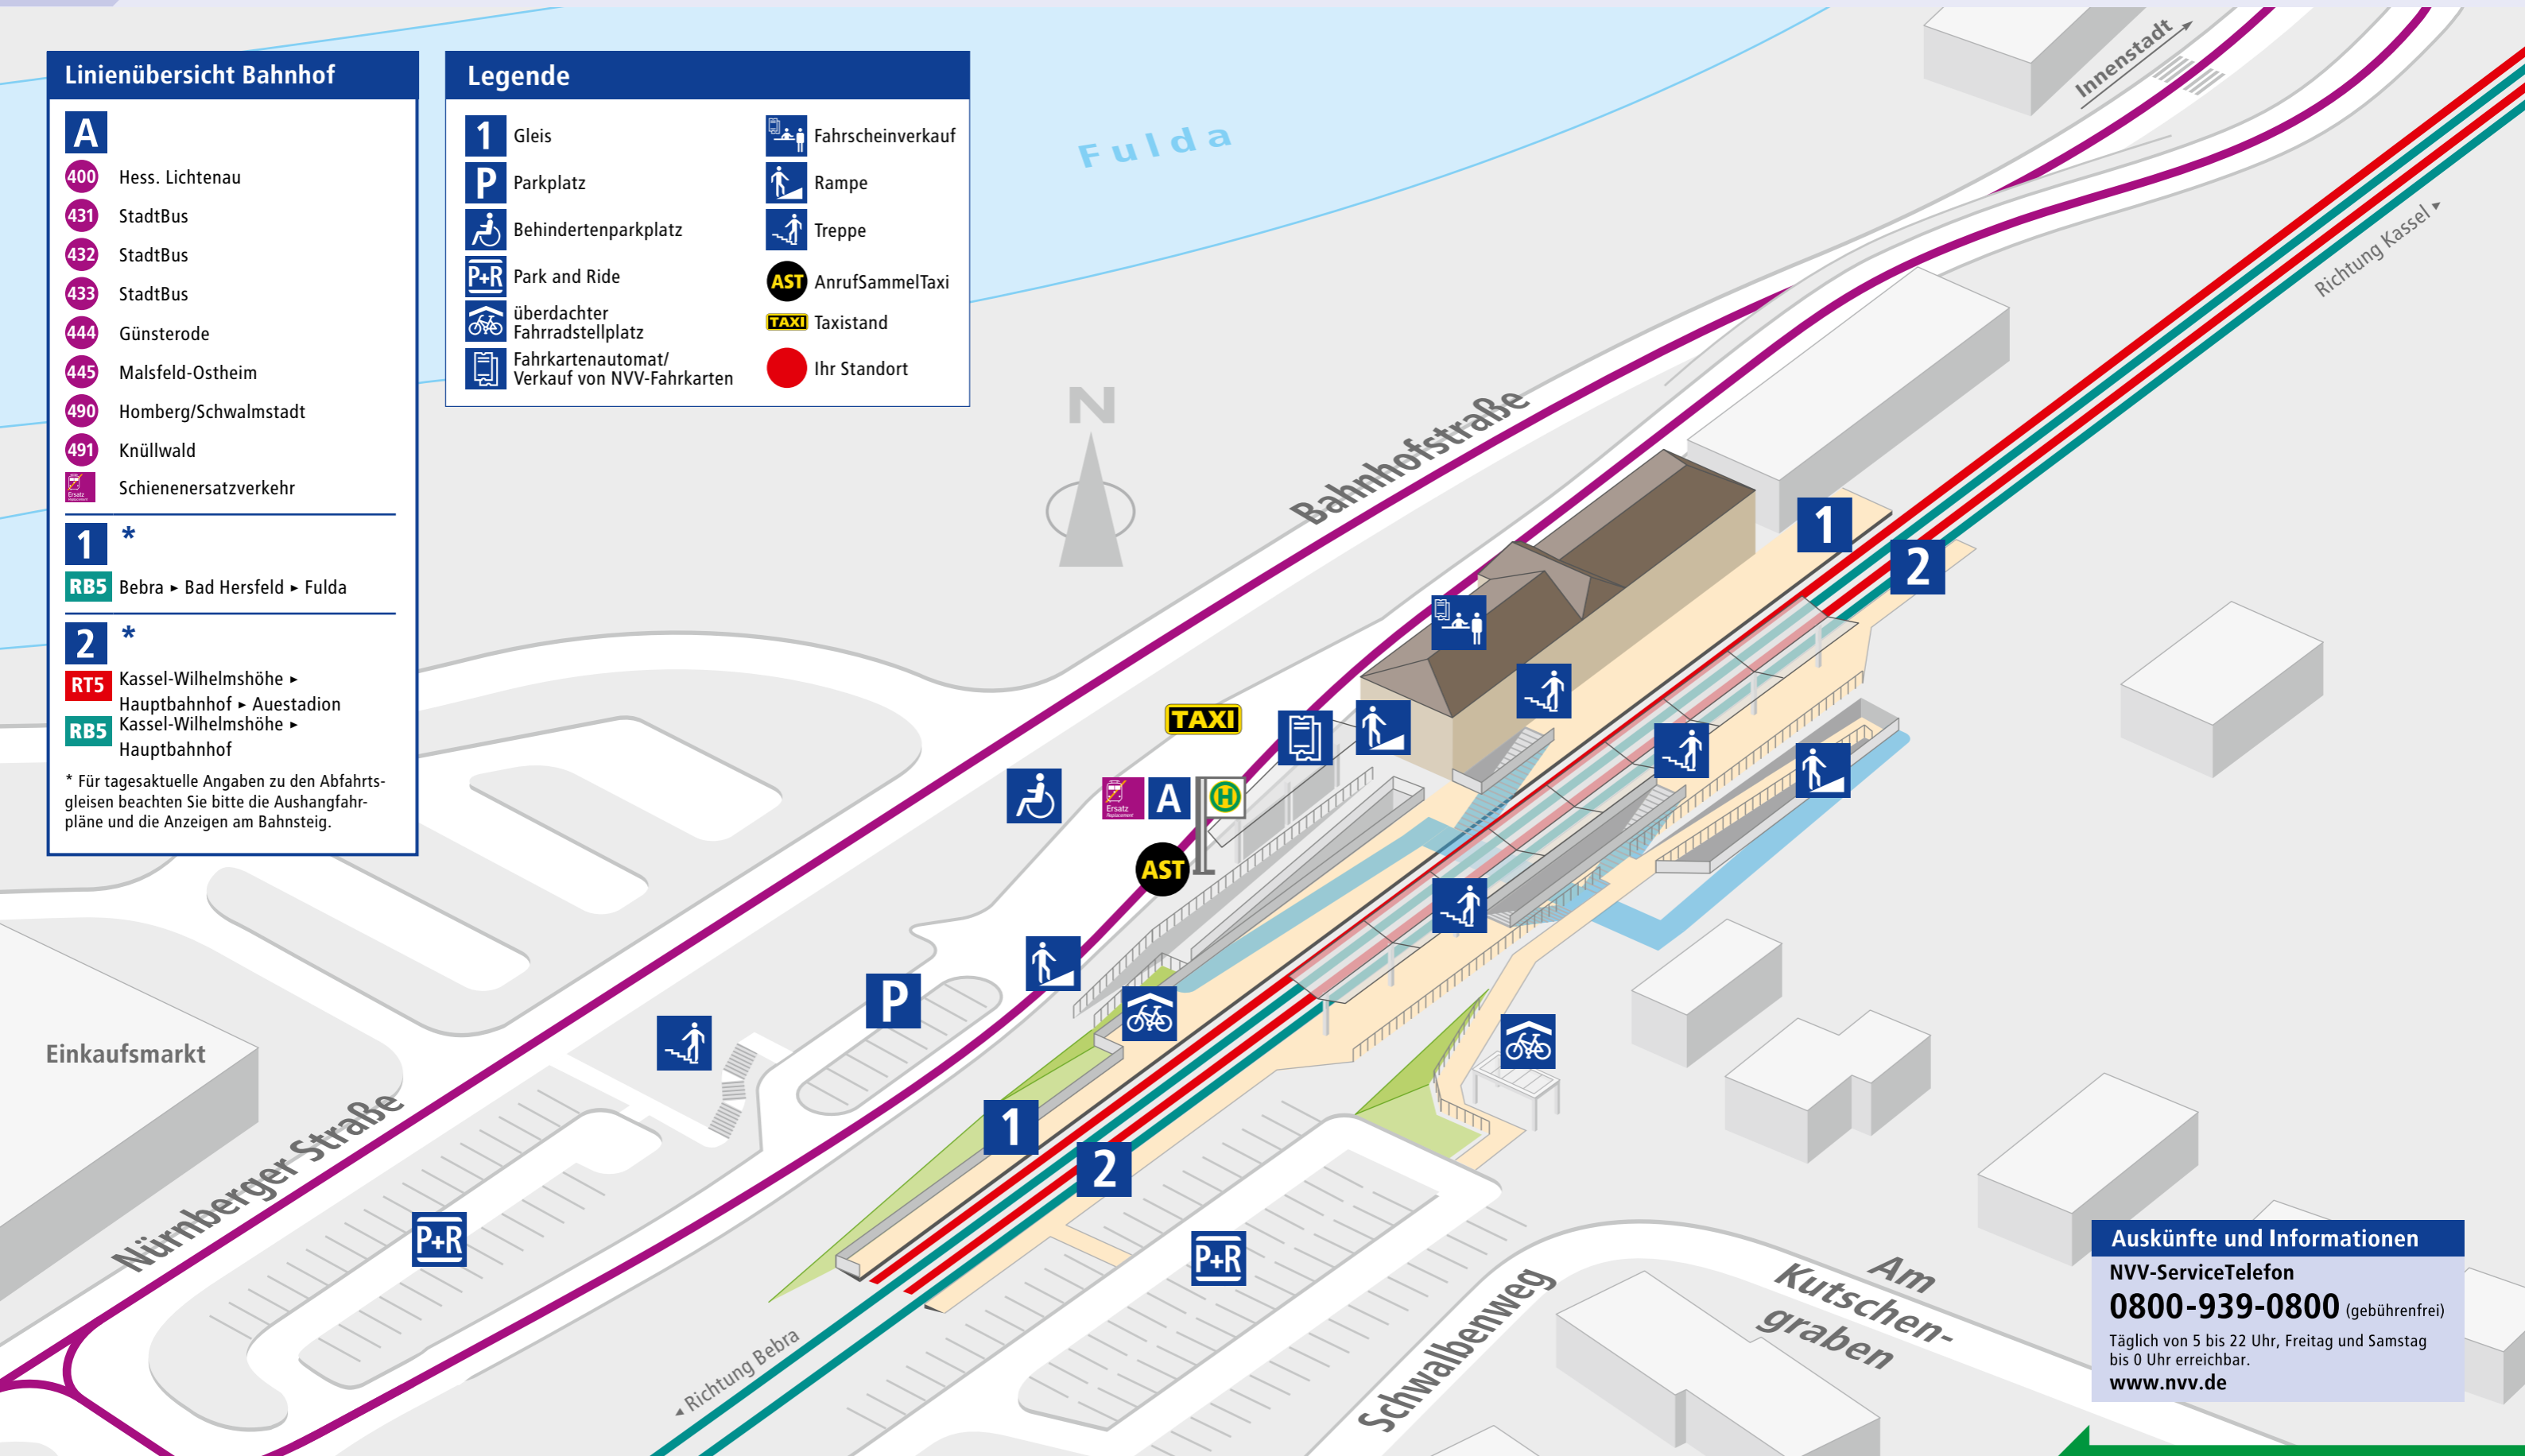 Linienübersicht Bahnhof
A
400 Hess. Lichtenau
431 StadtBus
432 StadtBus
433 StadtBus
444 Günsterode
445 Malsfeld-Ostheim
490 Homberg/Schwalmstadt
491 Knüllwald
Ersatz
Replacement
Schienenersatzverkehr
1 *
RB5 Bebra ▸ Bad Hersfeld ▸ Fulda
2 *
RT5 Kassel-Wilhelmshöhe ▸
Hauptbahnhof ▸ Auestadion
RB5 Kassel-Wilhelmshöhe ▸
Hauptbahnhof
* Für tagesaktuelle Angaben zu den Abfahrts-
gleisen beachten Sie bitte die Aushangfahr-
pläne und die Anzeigen am Bahnsteig.
Legende
1 Gleis
P Parkplatz
Behindertenparkplatz
P+R Park and Ride
überdachter
Fahrradstellplatz
Fahrkartenautomat/
Verkauf von NVV-Fahrkarten
Fahrscheinverkauf
Rampe
Treppe
AST AnrufSammelTaxi
TAXI Taxistand
Ihr Standort
Fulda
Innenstadt
Richtung Kassel ▸
N
Bahnhofstraße
1
2
TAXI
Ersatz
Replacement
A
H
AST
P
Einkaufsmarkt
Nürnberger Straße
1
2
P+R
P+R
◂ Richtung Bebra
Schwalbenweg
Am
Kutschen-
graben
Auskünfte und Informationen
NVV-ServiceTelefon
0800-939-0800 (gebührenfrei)
Täglich von 5 bis 22 Uhr, Freitag und Samstag
bis 0 Uhr erreichbar.
www.nvv.de